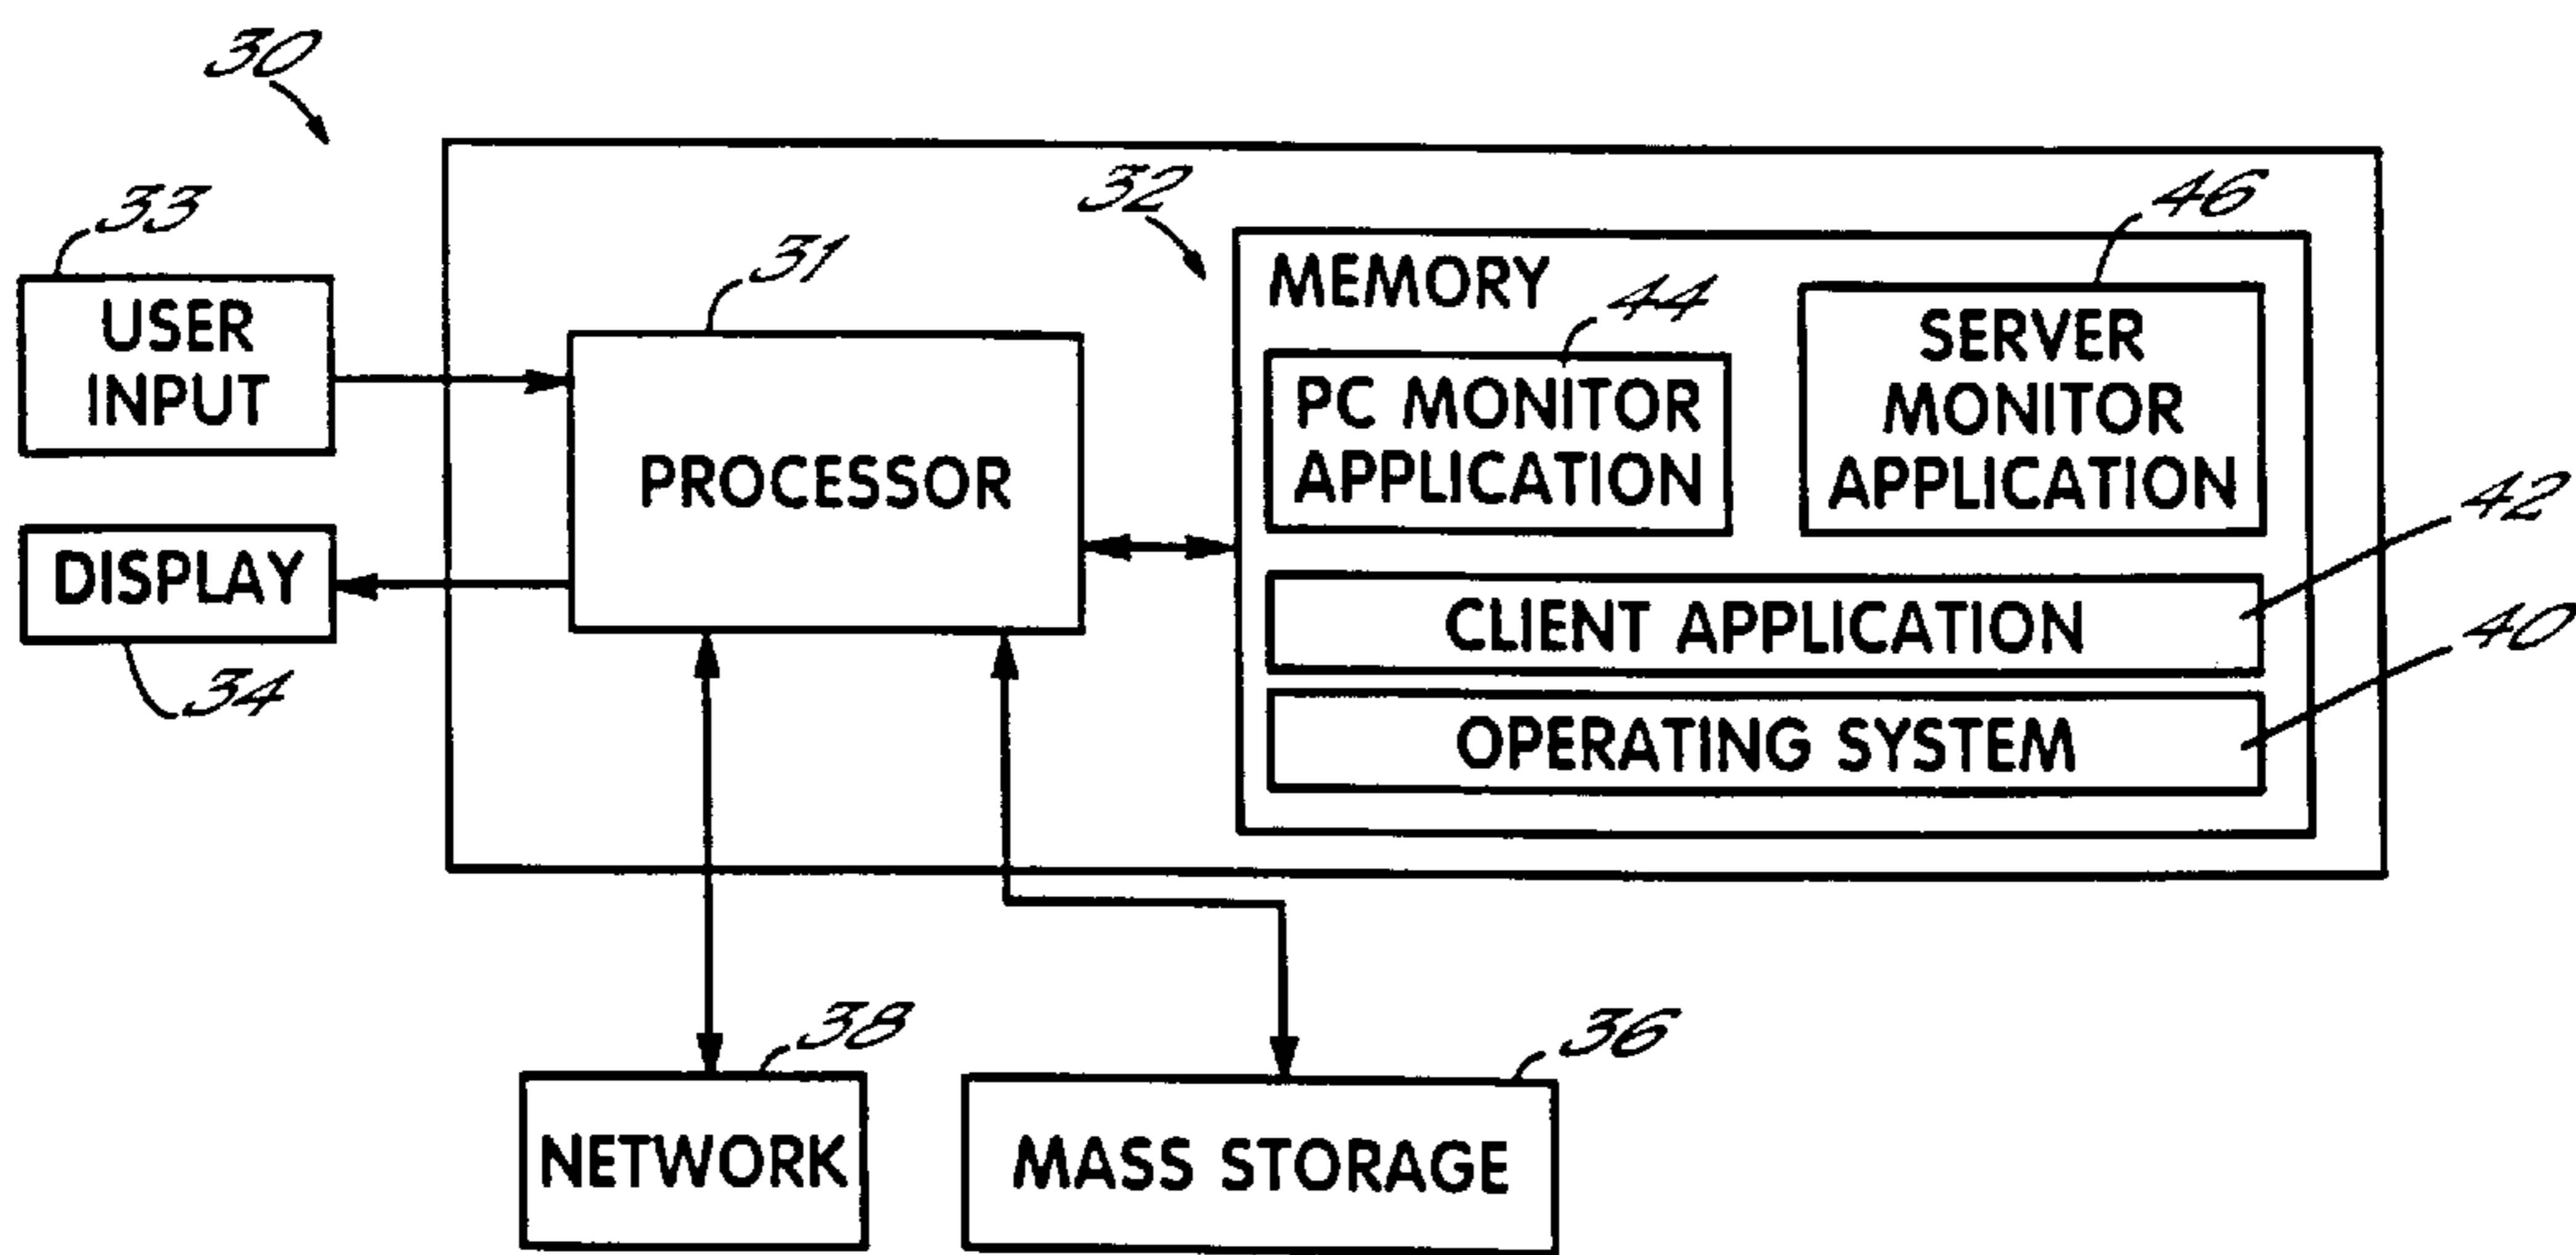 30
33
USER
INPUT
DISPLAY
34
31
PROCESSOR
32
MEMORY
44
PC MONITOR
APPLICATION
46
SERVER
MONITOR
APPLICATION
CLIENT APPLICATION
42
OPERATING SYSTEM
40
38
NETWORK
36
MASS STORAGE